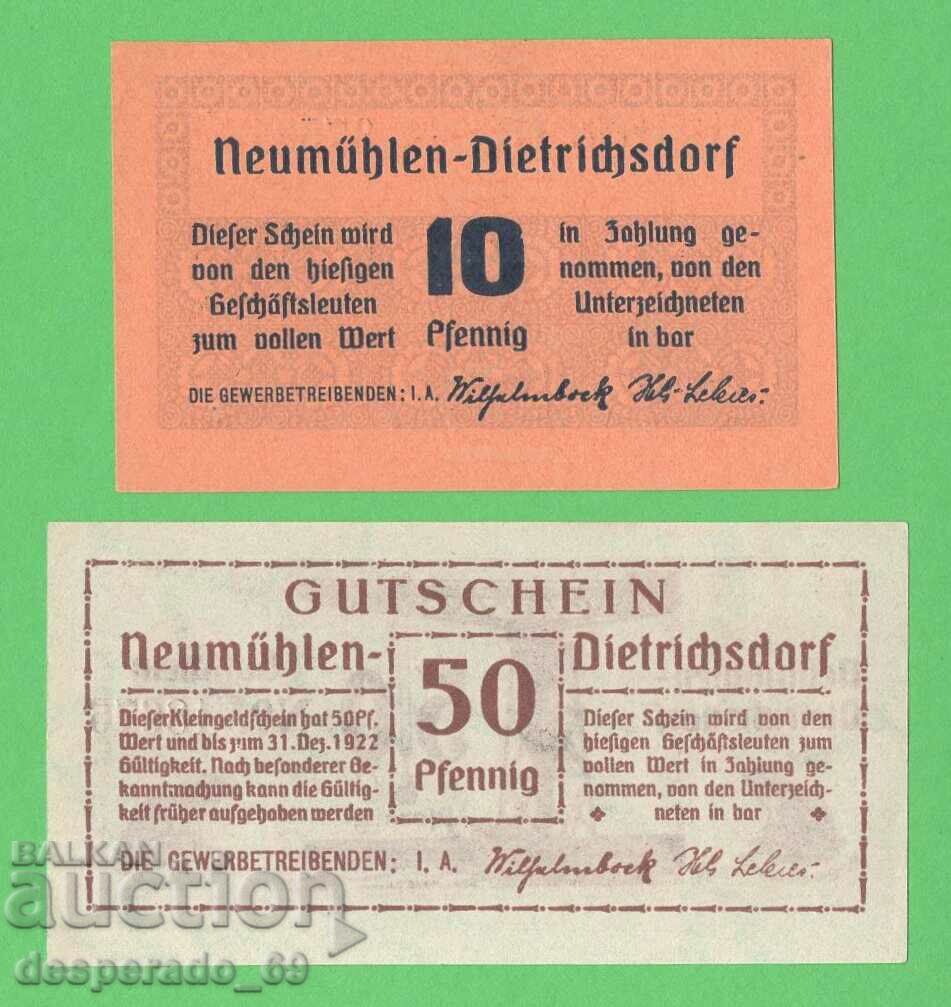 Neumühlen-Dietrichsdorf
Dieser Schein wird
von den hiesigen
Geschäftsleuten
zum vollen Wert
10
Pfennig
in Zahlung ge-
nommen, von den
Unterzeichneten
in bar
DIE GEWERBETREIBENDEN: I.A.
GUTSCHEIN
Neumühlen-
50
Pfennig
Dietrichsdorf
Dieser Kleingeldschein hat 50 Pf.
Wert und bis zum 31. Dez. 1922
Gültigkeit. Nach besonderer Be-
kanntmachung kann die Gültig-
keit früher aufgehoben werden
Dieser Schein wird von den
hiesigen Geschäftsleuten zum
vollen Wert in Zahlung ge-
nommen, von den Unterzeich-
neten in bar
DIE GEWERBETREIBENDEN: I. A.
BALKAN
auction
desperado_69